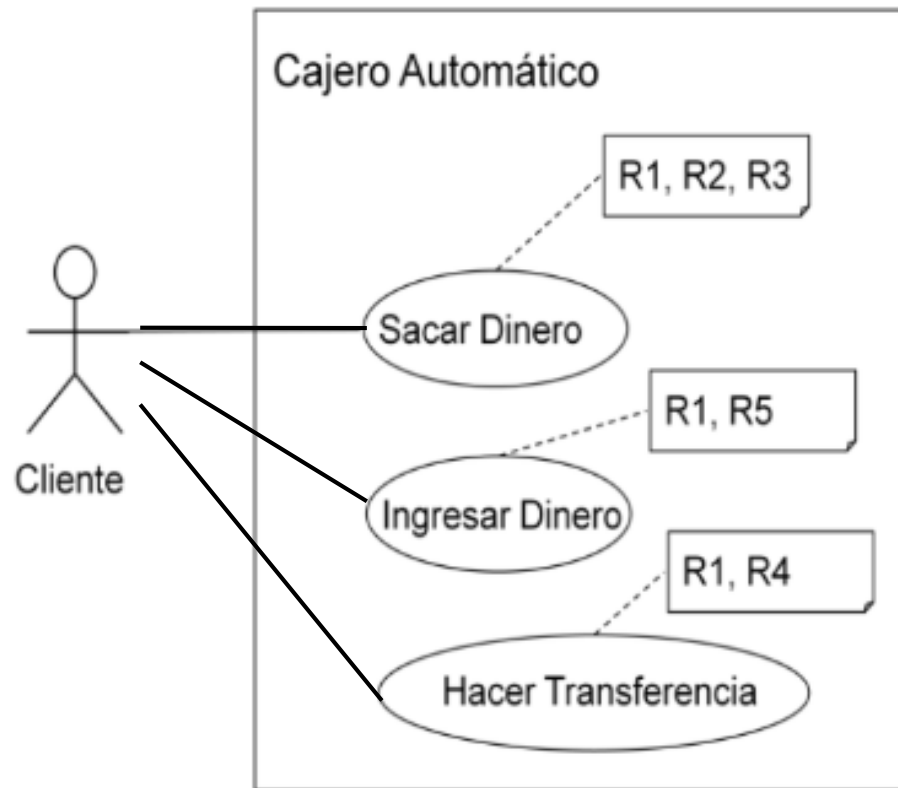 Cajero Automático
R1, R2, R3
Sacar Dinero
R1, R5
Cliente
Ingresar Dinero
R1, R4
Hacer Transferencia